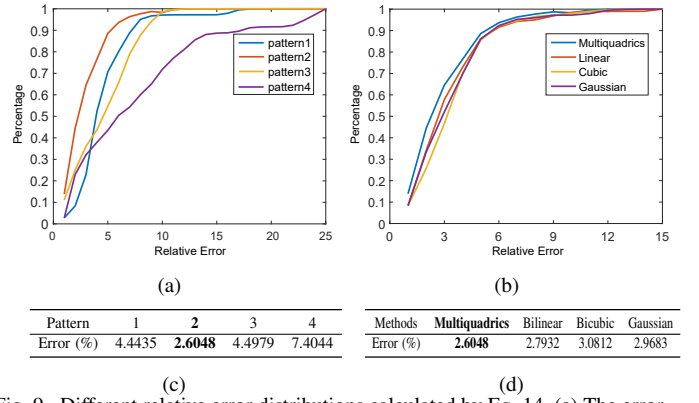 1
0.9
0.8
0.7
0.6
0.5
0.4
0.3
0.2
0.1
0
Percentage
0 5 10 15 20 25
Relative Error
pattern1
pattern2
pattern3
pattern4
(a)
1
0.9
0.8
0.7
0.6
0.5
0.4
0.3
0.2
0.1
0
Percentage
0 3 6 9 12 15
Relative Error
Multiquadrics
Linear
Cubic
Gaussian
(b)
Pattern 1 2 3 4
Error (%) 4.4435 2.6048 4.4979 7.4044
(c)
Methods Multiquadrics Bilinear Bicubic Gaussian
Error (%) 2.6048 2.7932 3.0812 2.9683
(d)
Fig. 9. Different relative error distributions calculated by Eq. 14. (a) The error